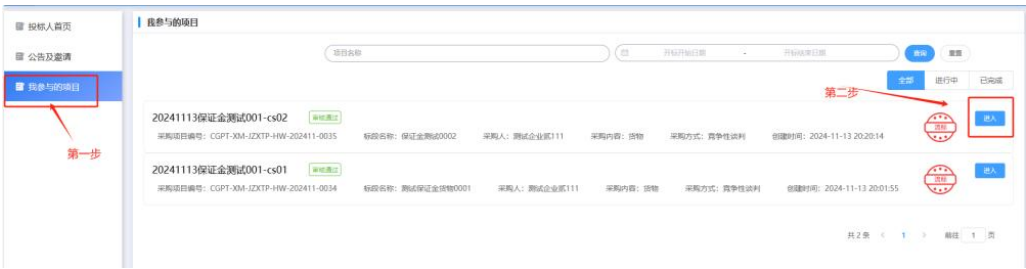 投标人首页
公告及邀请
我参与的项目
第一步
我参与的项目
项目名称
开标开始日期 - 开标结束日期
查询 重置
全部 进行中 已完成
第二步
20241113保证金测试001-cs02 审核通过
采购项目编号：CGPT-XM-JZXTP-HW-202411-0035 标段名称：保证金测试0002 采购人：测试企业贰111 采购内容：货物 采购方式：竞争性谈判 创建时间：2024-11-13 20:20:14
流标
进入
20241113保证金测试001-cs01 审核通过
采购项目编号：CGPT-XM-JZXTP-HW-202411-0034 标段名称：测试保证金货物0001 采购人：测试企业贰111 采购内容：货物 采购方式：竞争性谈判 创建时间：2024-11-13 20:01:55
流标
进入
共 2 条 < 1 > 前往 1 页